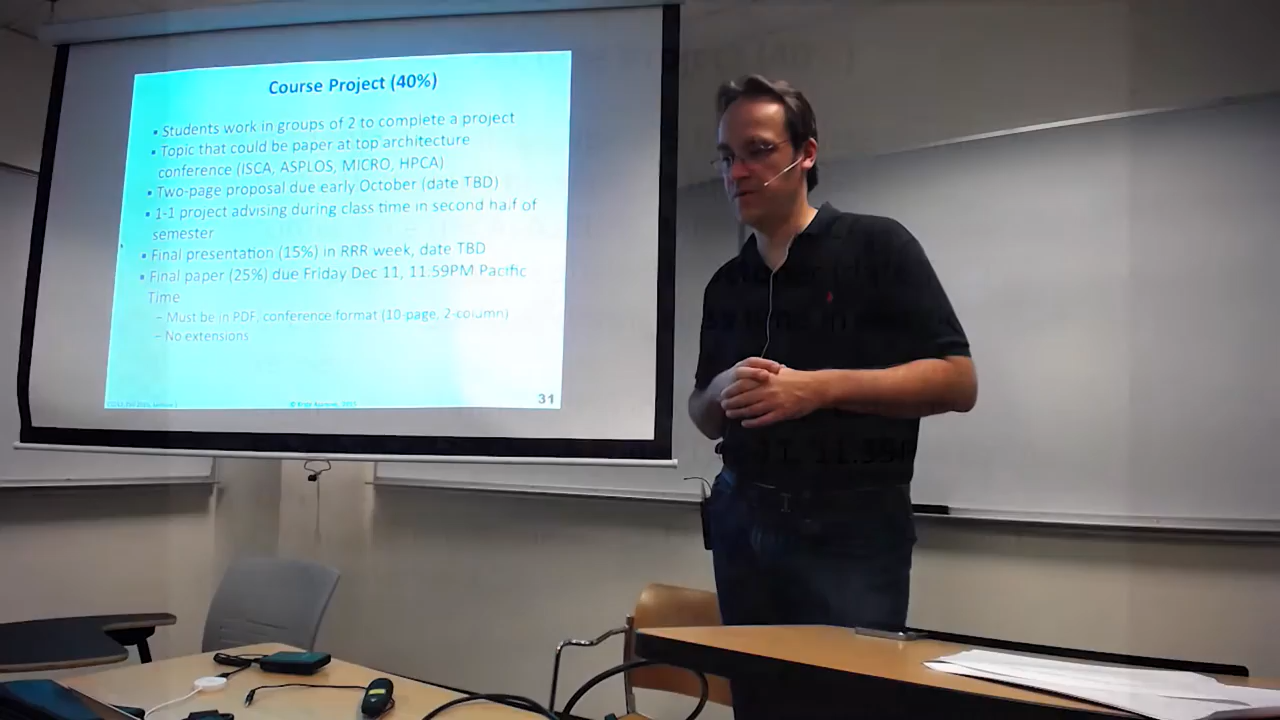 Course Project (40%)
▪ Students work in groups of 2 to complete a project
▪ Topic that could be paper at top architecture
conference (ISCA, ASPLOS, MICRO, HPCA)
▪ Two-page proposal due early October (date TBD)
▪ 1-1 project advising during class time in second half of
semester
▪ Final presentation (15%) in RRR week, date TBD
▪ Final paper (25%) due Friday Dec 11, 11.59PM Pacific
Time
– Must be in PDF, conference format (10-page, 2-column)
– No extensions
31